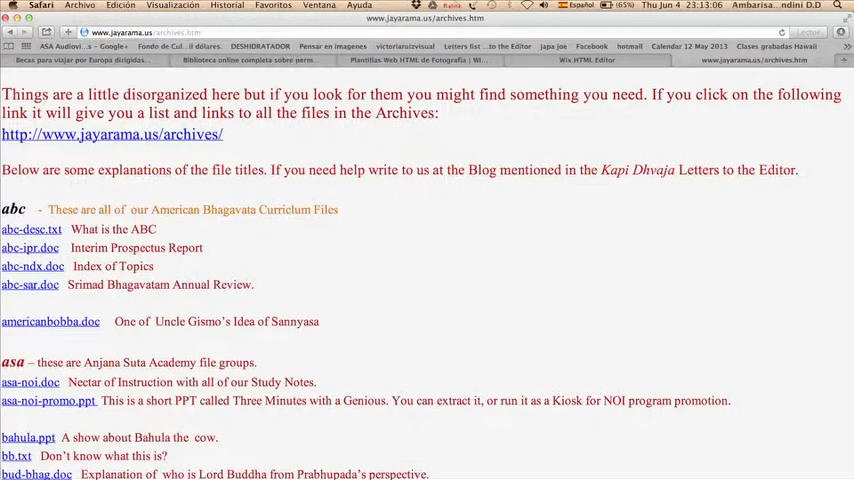 Safari Archivo Edición Visualización Historial Favoritos Ventana Ayuda Español (65%) Thu Jun 4 23:13:06 Ambarisa ...ndini D.D
www.jayarama.us/archives.htm
www.jayarama.us/archives.htm Lector
ASA Audiovi... - Google Fondo de Cul...il dólares. DESHIDRATADOR Pensar en imagenes victorlaruizvisual Letters list ...to the Editor japa joe Facebook hotmail Calendar 12 May 2013 Clases grabadas Hawaii
Becas para viajar por Europa dirigidas... Biblioteca online completa sobre perm... Plantillas Web HTML de Fotografía | Wi... Wix HTML Editor www.jayarama.us/archives.htm
Things are a little disorganized here but if you look for them you might find something you need. If you click on the following
link it will give you a list and links to all the files in the Archives:
http://www.jayarama.us/archives/
Below are some explanations of the file titles. If you need help write to us at the Blog mentioned in the Kapi Dhvaja Letters to the Editor.
abc - These are all of our American Bhagavata Curriclum Files
abc-desc.txt What is the ABC
abc-ipr.doc Interim Prospectus Report
abc-ndx.doc Index of Topics
abc-sar.doc Srimad Bhagavatam Annual Review.
americanbobba.doc One of Uncle Gismo's Idea of Sannyasa
asa – these are Anjana Suta Academy file groups.
asa-noi.doc Nectar of Instruction with all of our Study Notes.
asa-noi-promo.ppt This is a short PPT called Three Minutes with a Genious. You can extract it, or run it as a Kiosk for NOI program promotion.
bahula.ppt A show about Bahula the cow.
bb.txt Don't know what this is?
bud-bhag.doc Explanation of who is Lord Buddha from Prabhupada's perspective.